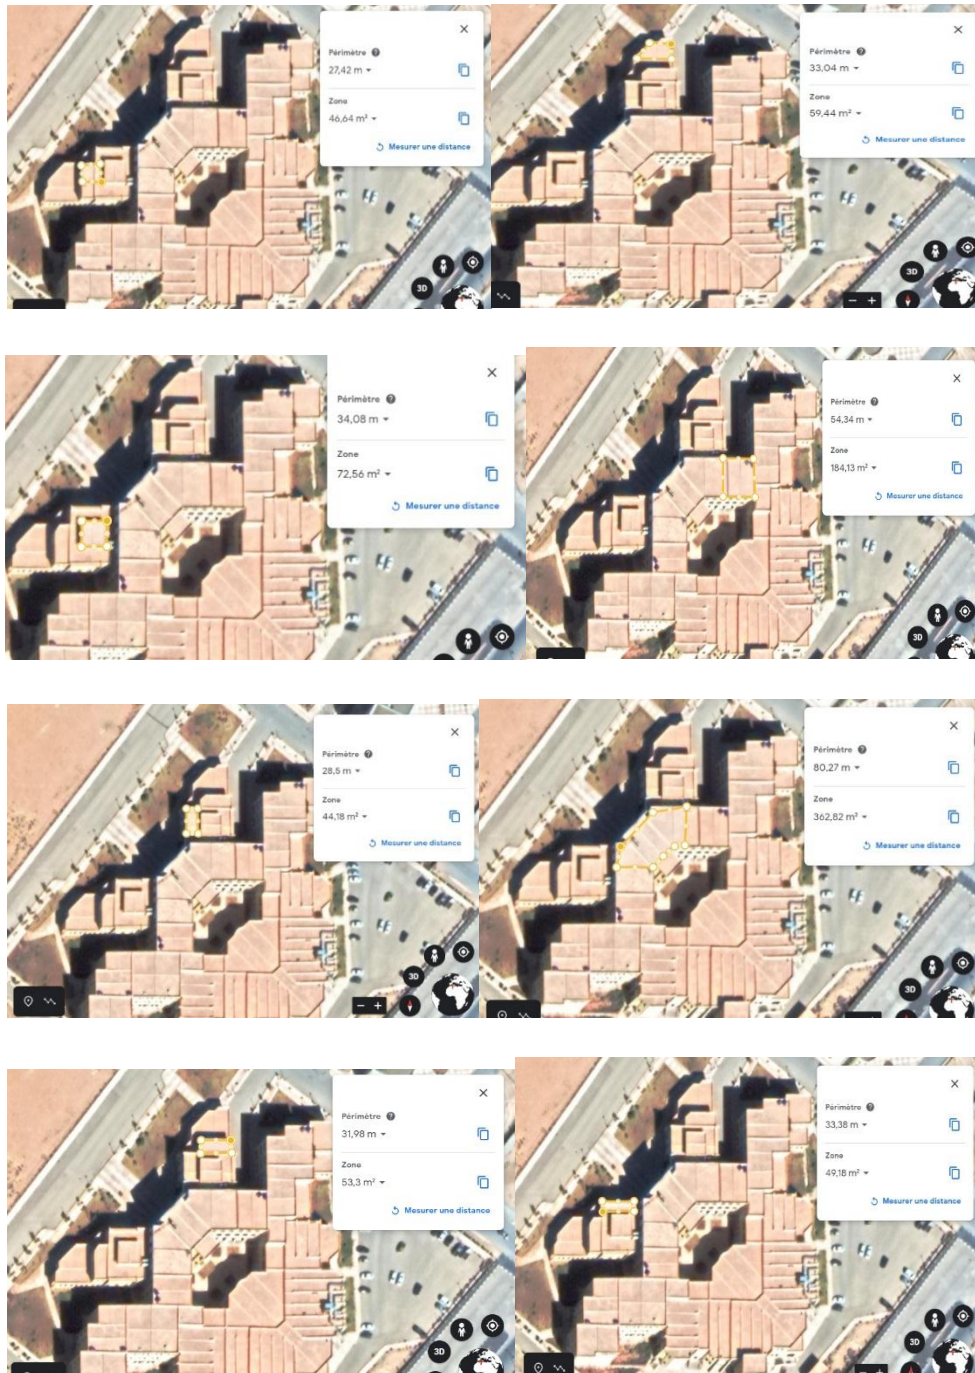 Périmètre
27,42 m
Zone
46,64 m²
Mesurer une distance
3D
Périmètre
33,04 m
Zone
59,44 m²
Mesurer une distance
3D
Périmètre
34,08 m
Zone
72,56 m²
Mesurer une distance
Périmètre
54,34 m
Zone
184,13 m²
Mesurer une distance
3D
Périmètre
28,5 m
Zone
44,18 m²
Mesurer une distance
3D
Périmètre
80,27 m
Zone
362,82 m²
Mesurer une distance
3D
Périmètre
31,98 m
Zone
53,3 m²
Mesurer une distance
3D
Périmètre
33,38 m
Zone
49,18 m²
Mesurer une distance
3D